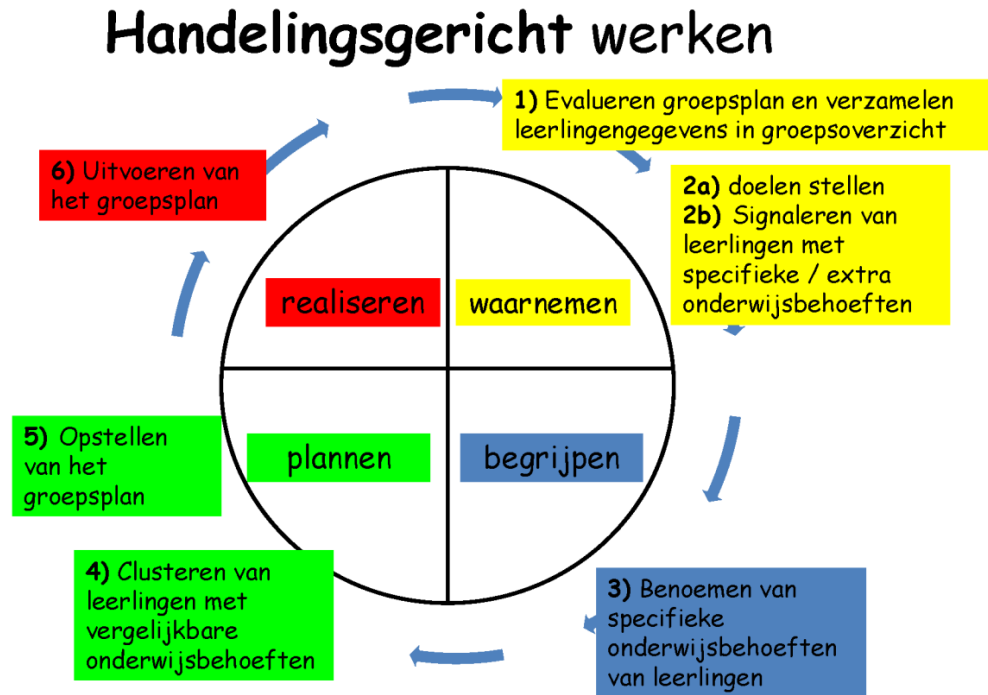 Handelingsgericht werken
1) Evalueren groepsplan en verzamelen
leerlingengegevens in groepsoverzicht
2a) doelen stellen
2b) Signaleren van
leerlingen met
specifieke / extra
onderwijsbehoeften
6) Uitvoeren van
het groepsplan
realiseren
waarnemen
plannen
begrijpen
5) Opstellen
van het
groepsplan
4) Clusteren van
leerlingen met
vergelijkbare
onderwijsbehoeften
3) Benoemen van
specifieke
onderwijsbehoeften
van leerlingen